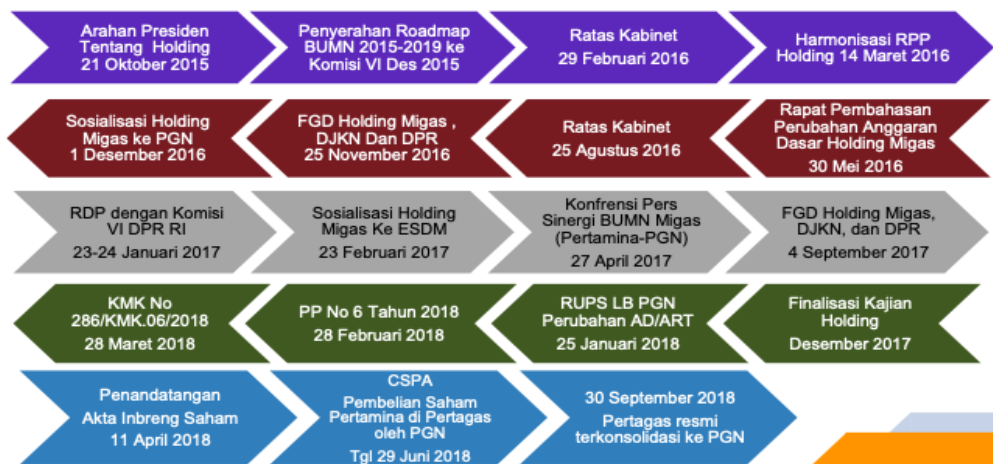 Arahan Presiden
Tentang Holding
21 Oktober 2015
Penyerahan Roadmap
BUMN 2015-2019 ke
Komisi VI Des 2015
Ratas Kabinet
29 Februari 2016
Harmonisasi RPP
Holding 14 Maret 2016
Rapat Pembahasan
Perubahan Anggaran
Dasar Holding Migas
30 Mei 2016
Ratas Kabinet
25 Agustus 2016
FGD Holding Migas ,
DJKN Dan DPR
25 November 2016
Sosialisasi Holding
Migas ke PGN
1 Desember 2016
RDP dengan Komisi
VI DPR RI
23-24 Januari 2017
Sosialisasi Holding
Migas Ke ESDM
23 Februari 2017
Konfrensi Pers
Sinergi BUMN Migas
(Pertamina-PGN)
27 April 2017
FGD Holding Migas,
DJKN, dan DPR
4 September 2017
Finalisasi Kajian
Holding
Desember 2017
RUPS LB PGN
Perubahan AD/ART
25 Januari 2018
PP No 6 Tahun 2018
28 Februari 2018
KMK No
286/KMK.06/2018
28 Maret 2018
Penandatangan
Akta Inbreng Saham
11 April 2018
CSPA
Pembelian Saham
Pertamina di Pertagas
oleh PGN
Tgl 29 Juni 2018
30 September 2018
Pertagas resmi
terkonsolidasi ke PGN